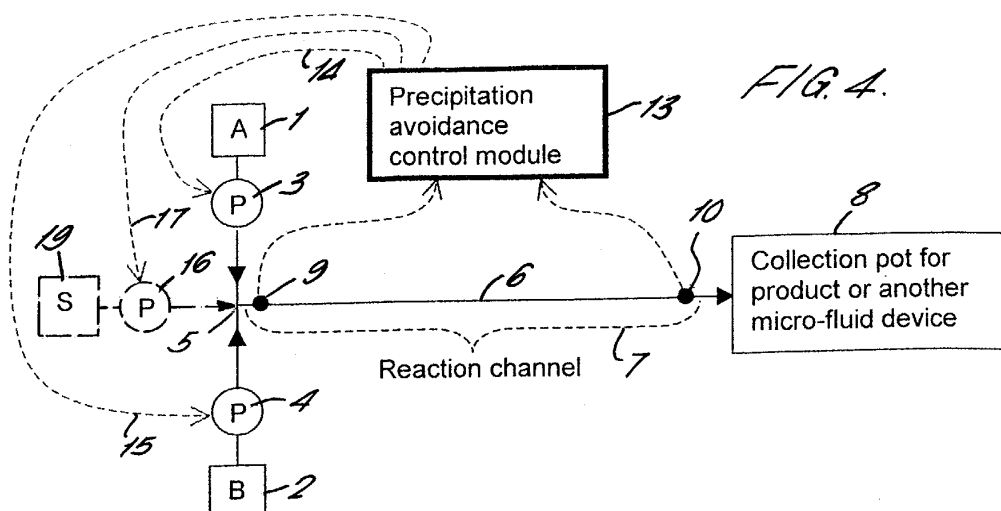 FIG. 4.
14
Precipitation
avoidance
control module
13
A
1
P
3
17
19
S
16
P
5
9
6
10
8
Collection pot for
product or another
micro-fluid device
Reaction channel
7
P
4
15
B
2